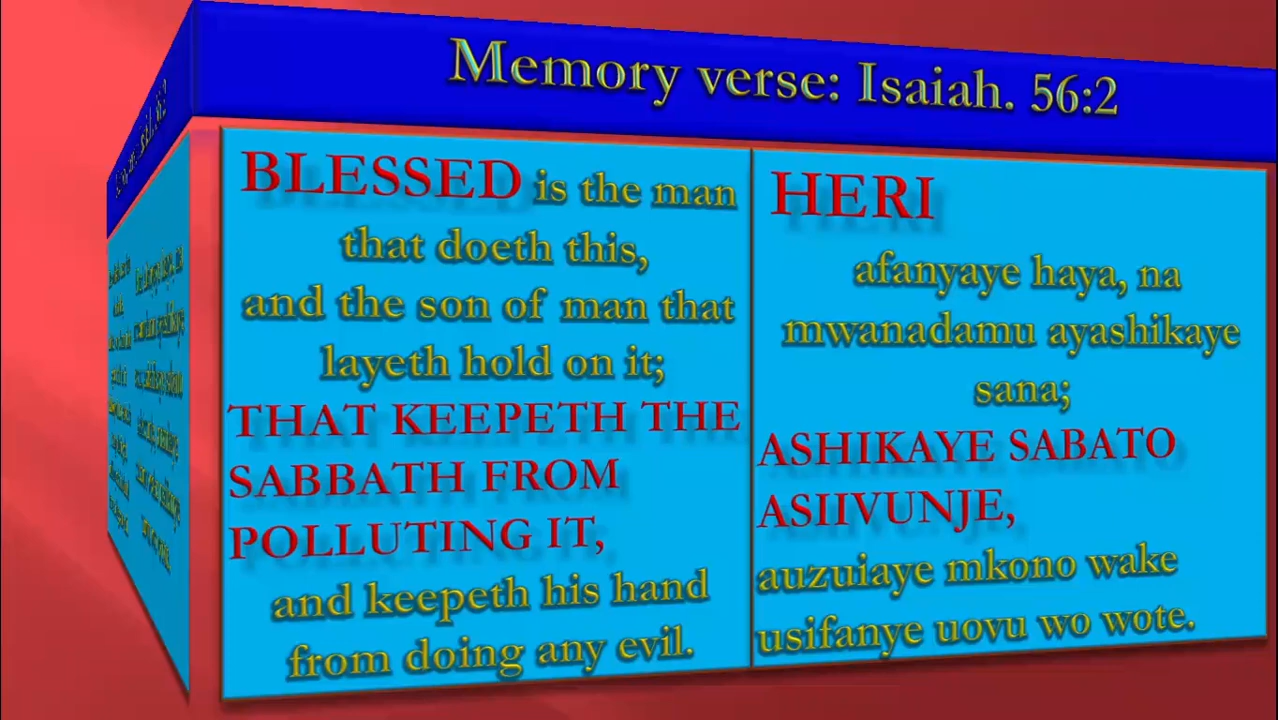 Memory verse: Isaiah. 56:2
BLESSED is the man
that doeth this,
and the son of man that
layeth hold on it;
THAT KEEPETH THE
SABBATH FROM
POLLUTING IT,
and keepeth his hand
from doing any evil.
HERI
afanyaye haya, na
mwanadamu ayashikaye
sana;
ASHIKAYE SABATO
ASIIVUNJE,
auzuiaye mkono wake
usifanye uovu wo wote.